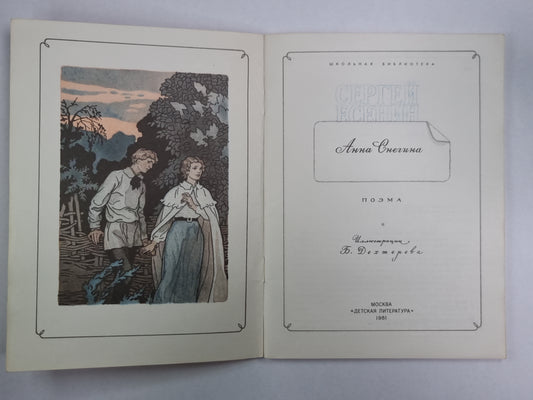 ШКОЛЬНАЯ БИБЛИОТЕКА
СЕРГЕЙ
ЕСЕНИН
Анна Снегина
ПОЭМА
Иллюстрации
Б. Дехтерева
МОСКВА
«ДЕТСКАЯ ЛИТЕРАТУРА»
1981